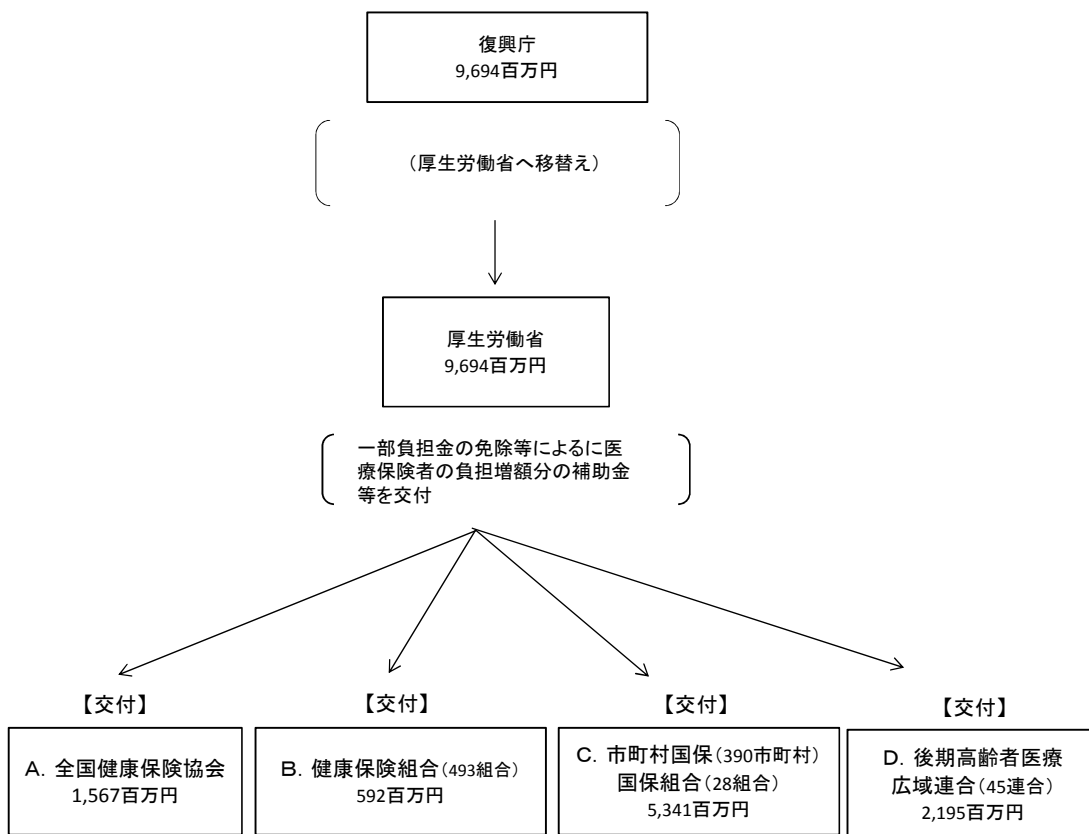 復興庁
9,694百万円
(厚生労働省へ移替え)
厚生労働省
9,694百万円
一部負担金の免除等によるに医
療保険者の負担増額分の補助金
等を交付
【交付】
【交付】
【交付】
【交付】
A. 全国健康保険協会
1,567百万円
B. 健康保険組合(493組合)
592百万円
C. 市町村国保(390市町村)
国保組合(28組合)
5,341百万円
D. 後期高齢者医療
広域連合(45連合)
2,195百万円